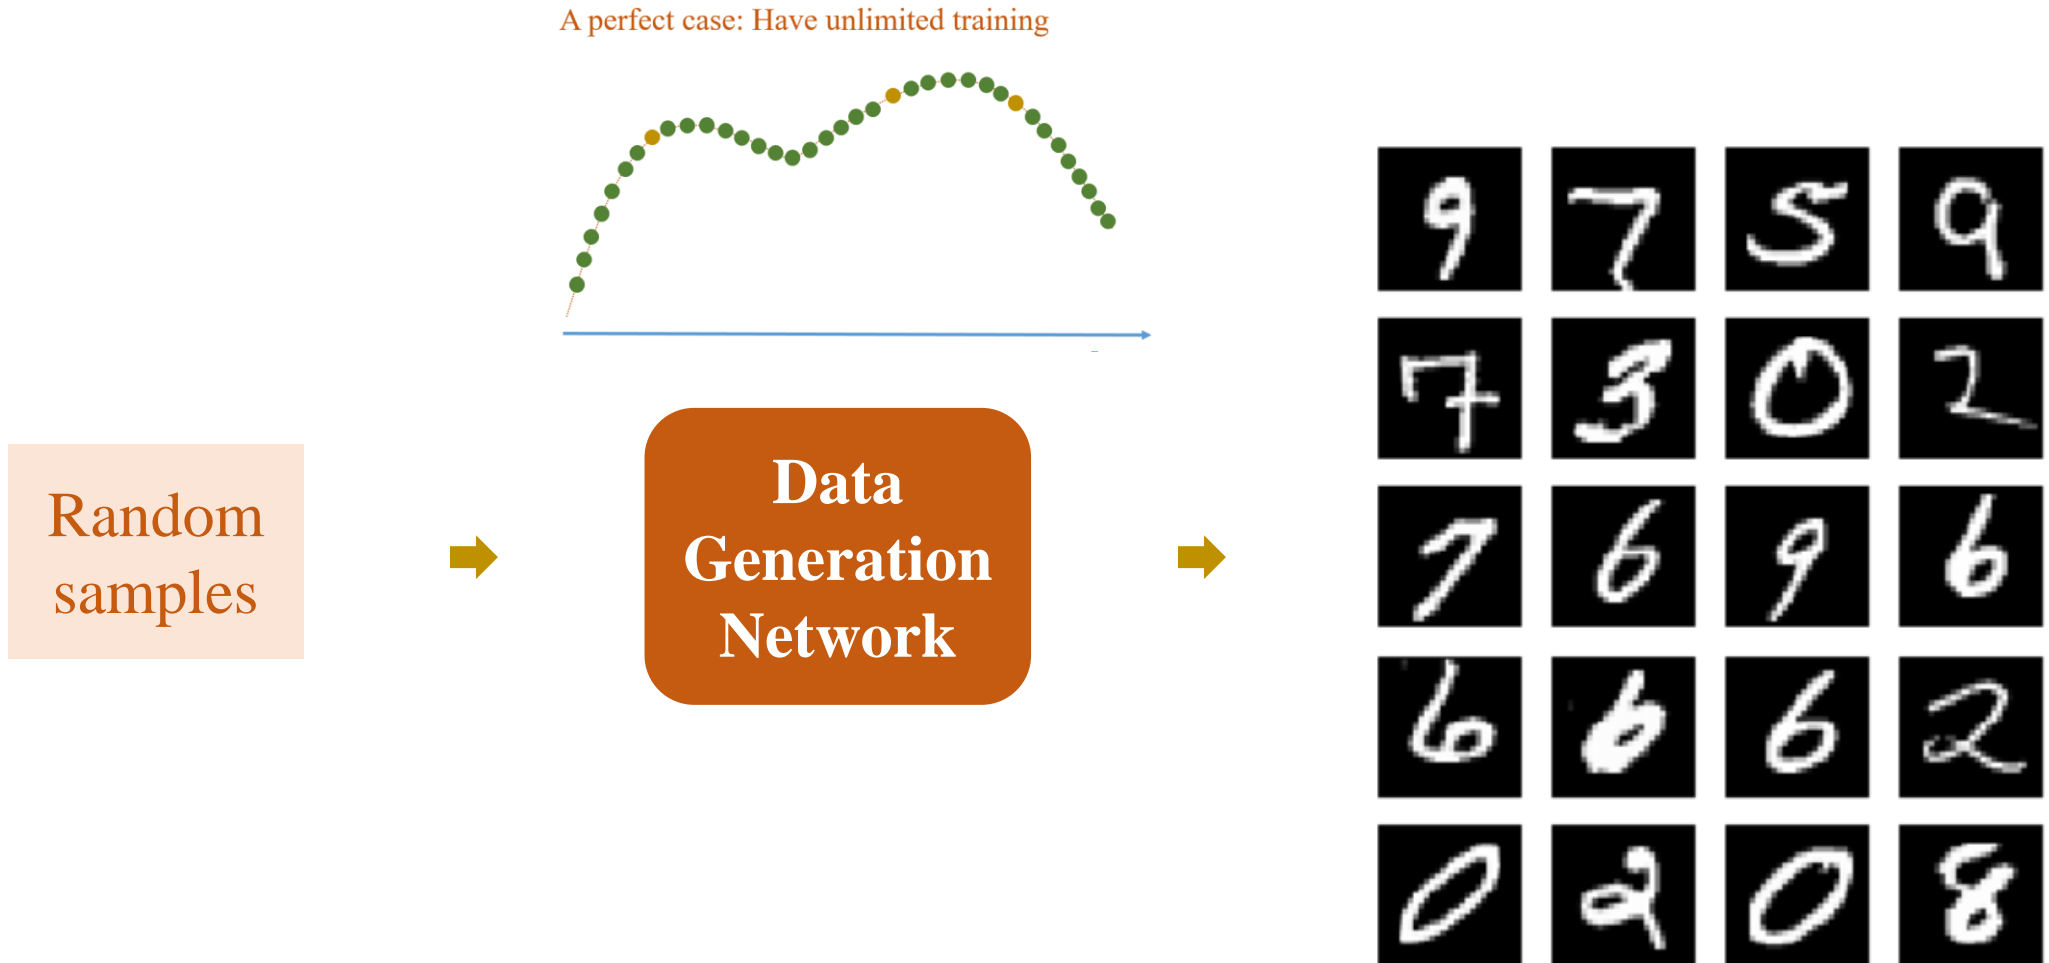 A perfect case: Have unlimited training
Random
samples
Data
Generation
Network
9 7 5 9
7 3 0 2
7 6 9 6
6 6 6 2
0 2 0 8